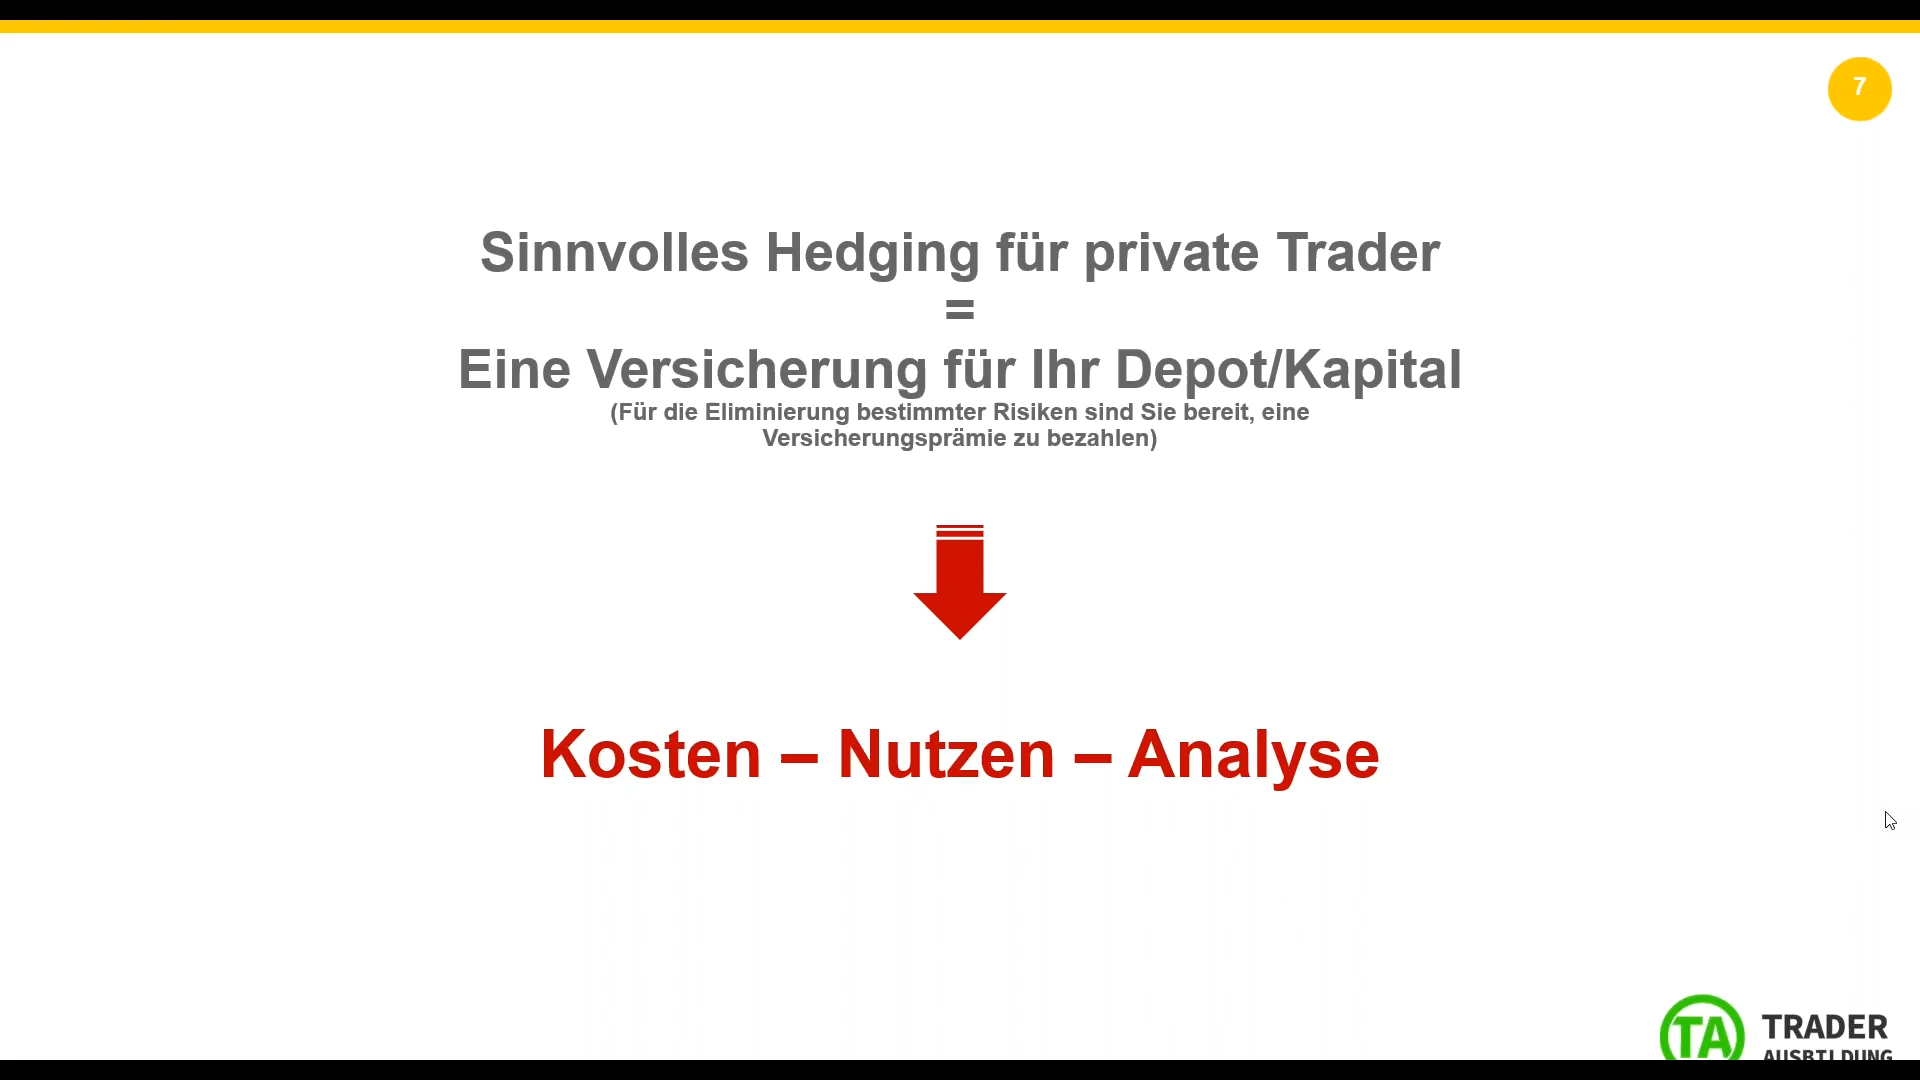 7
Sinnvolles Hedging für private Trader
=
Eine Versicherung für Ihr Depot/Kapital
(Für die Eliminierung bestimmter Risiken sind Sie bereit, eine
Versicherungsprämie zu bezahlen)
Kosten – Nutzen – Analyse
TA TRADER
AUSBILDUNG